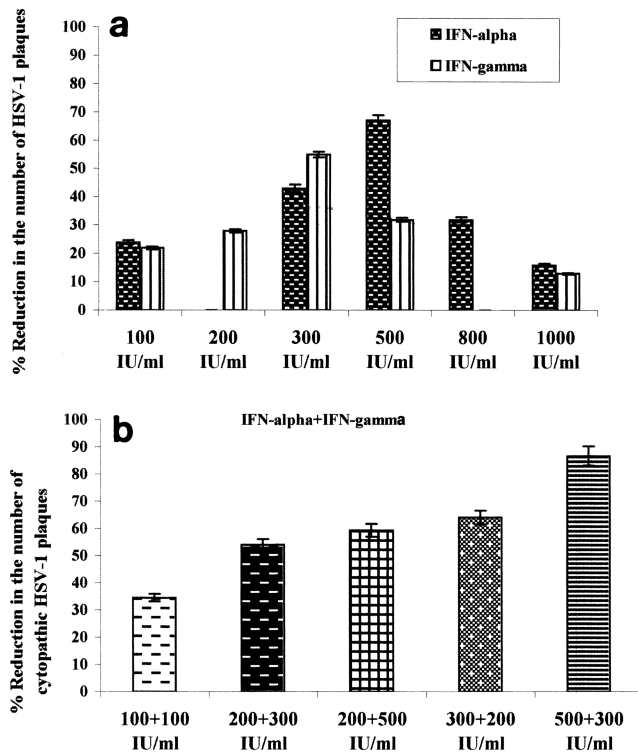 a
% Reduction in the number of HSV-1 plaques
100
90
80
70
60
50
40
30
20
10
0
IFN-alpha
IFN-gamma
100 200 300 500 800 1000
IU/ml IU/ml IU/ml IU/ml IU/ml IU/ml
b
IFN-alpha+IFN-gamma
% Reduction in the number of
cytopathic HSV-1 plaques
100
90
80
70
60
50
40
30
20
10
0
100+100 200+300 200+500 300+200 500+300
IU/ml IU/ml IU/ml IU/ml IU/ml